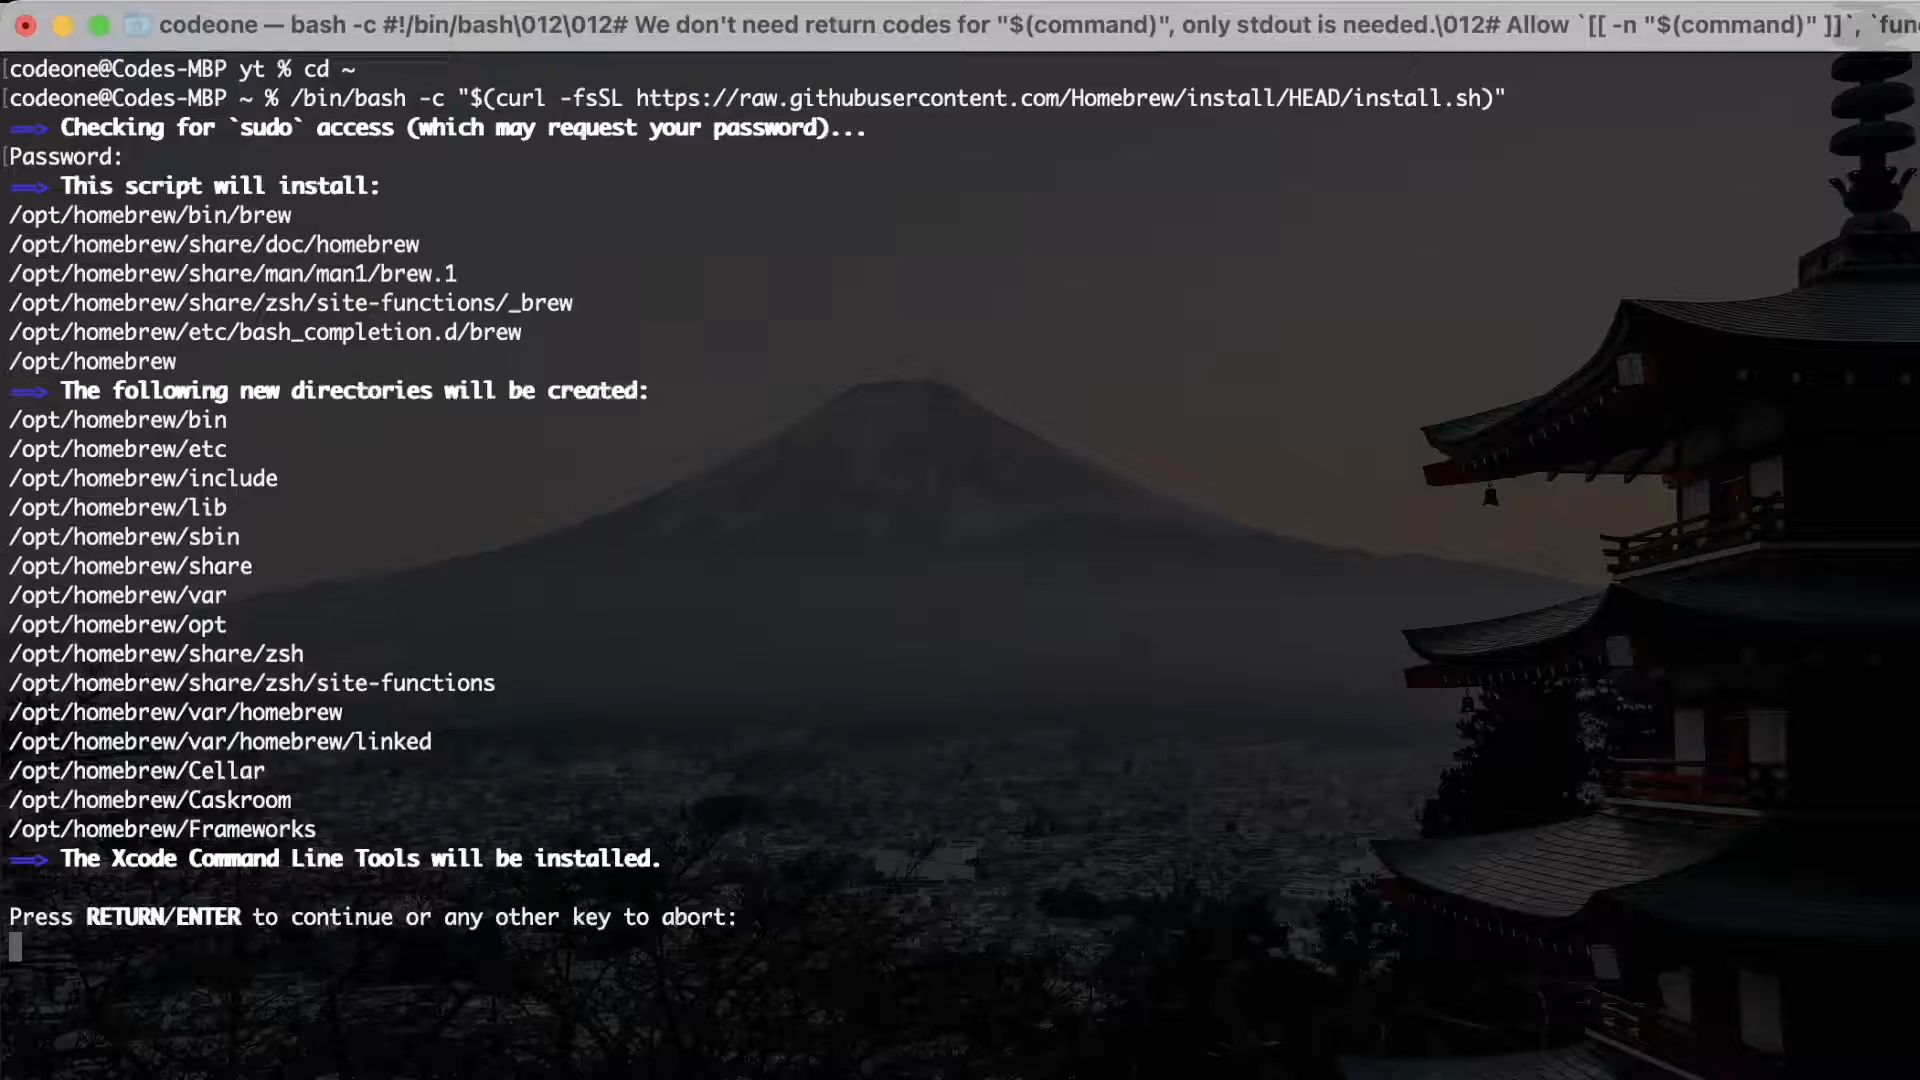 codeone — bash -c #!/bin/bash\012\012# We don't need return codes for "$(command)", only stdout is needed.\012# Allow `[[ -n "$(command)" ]]`, `func
[codeone@Codes-MBP yt % cd ~
[codeone@Codes-MBP ~ % /bin/bash -c "$(curl -fsSL https://raw.githubusercontent.com/Homebrew/install/HEAD/install.sh)"
==> Checking for `sudo` access (which may request your password)...
[Password:
==> This script will install:
/opt/homebrew/bin/brew
/opt/homebrew/share/doc/homebrew
/opt/homebrew/share/man/man1/brew.1
/opt/homebrew/share/zsh/site-functions/_brew
/opt/homebrew/etc/bash_completion.d/brew
/opt/homebrew
==> The following new directories will be created:
/opt/homebrew/bin
/opt/homebrew/etc
/opt/homebrew/include
/opt/homebrew/lib
/opt/homebrew/sbin
/opt/homebrew/share
/opt/homebrew/var
/opt/homebrew/opt
/opt/homebrew/share/zsh
/opt/homebrew/share/zsh/site-functions
/opt/homebrew/var/homebrew
/opt/homebrew/var/homebrew/linked
/opt/homebrew/Cellar
/opt/homebrew/Caskroom
/opt/homebrew/Frameworks
==> The Xcode Command Line Tools will be installed.
Press RETURN/ENTER to continue or any other key to abort: